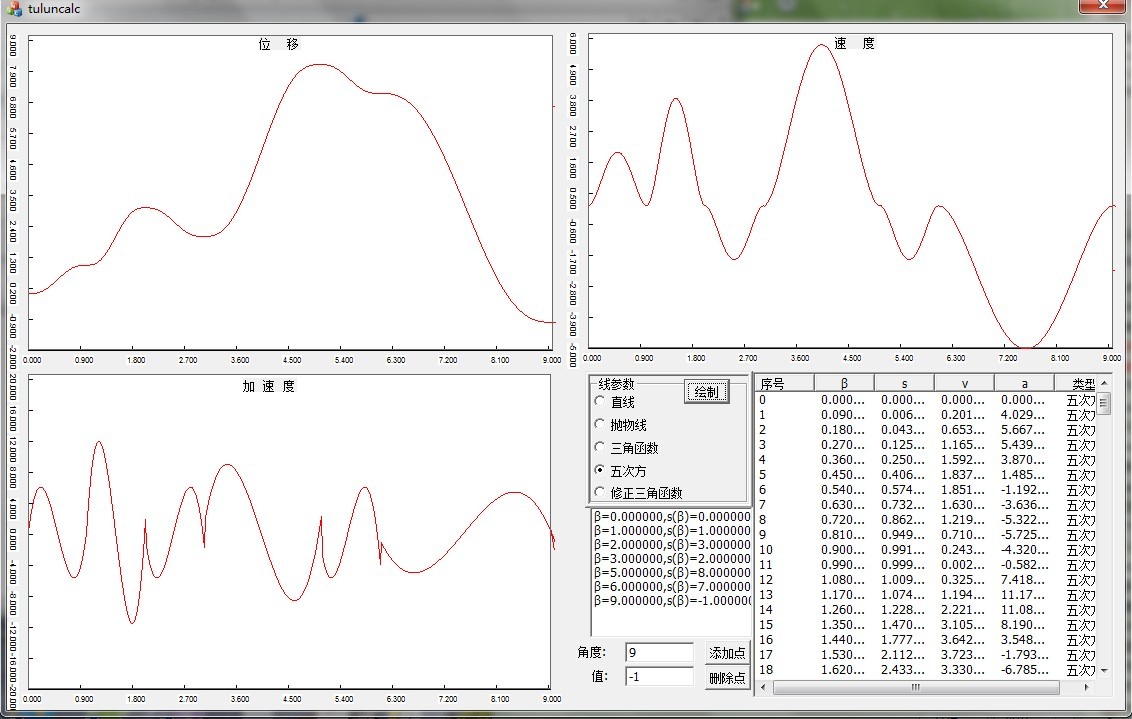 tuluncalc
位 移
9.000
7.900
6.800
5.700
4.600
3.500
2.400
1.300
0.200
-0.900
-2.000
0.000 0.900 1.800 2.700 3.600 4.500 5.400 6.300 7.200 8.100 9.000
速 度
6.000
4.900
3.800
2.700
1.600
0.500
-0.600
-1.700
-2.800
-3.900
-5.000
0.000 0.900 1.800 2.700 3.600 4.500 5.400 6.300 7.200 8.100 9.000
加 速 度
20.000
16.000
12.000
8.000
4.000
0.000
-4.000
-8.000
-12.000
-16.000
-20.000
0.000 0.900 1.800 2.700 3.600 4.500 5.400 6.300 7.200 8.100 9.000
线参数
绘制
直线
抛物线
三角函数
五次方
修正三角函数
β=0.000000,s(β)=0.000000
β=1.000000,s(β)=1.000000
β=2.000000,s(β)=3.000000
β=3.000000,s(β)=2.000000
β=5.000000,s(β)=8.000000
β=6.000000,s(β)=7.000000
β=9.000000,s(β)=-1.000000
角度: 9 添加点
值: -1 删除点
序号 β s v a 类型
0 0.000... 0.000... 0.000... 0.000... 五次方
1 0.090... 0.006... 0.201... 4.029... 五次方
2 0.180... 0.043... 0.653... 5.667... 五次方
3 0.270... 0.125... 1.165... 5.439... 五次方
4 0.360... 0.250... 1.592... 3.870... 五次方
5 0.450... 0.406... 1.837... 1.485... 五次方
6 0.540... 0.574... 1.851... -1.192... 五次方
7 0.630... 0.732... 1.630... -3.636... 五次方
8 0.720... 0.862... 1.219... -5.322... 五次方
9 0.810... 0.949... 0.710... -5.725... 五次方
10 0.900... 0.991... 0.243... -4.320... 五次方
11 0.990... 0.999... 0.002... -0.582... 五次方
12 1.080... 1.009... 0.325... 7.418... 五次方
13 1.170... 1.074... 1.194... 11.17... 五次方
14 1.260... 1.228... 2.221... 11.08... 五次方
15 1.350... 1.470... 3.105... 8.190... 五次方
16 1.440... 1.777... 3.642... 3.548... 五次方
17 1.530... 2.112... 3.723... -1.793... 五次方
18 1.620... 2.433... 3.330... -6.785... 五次方